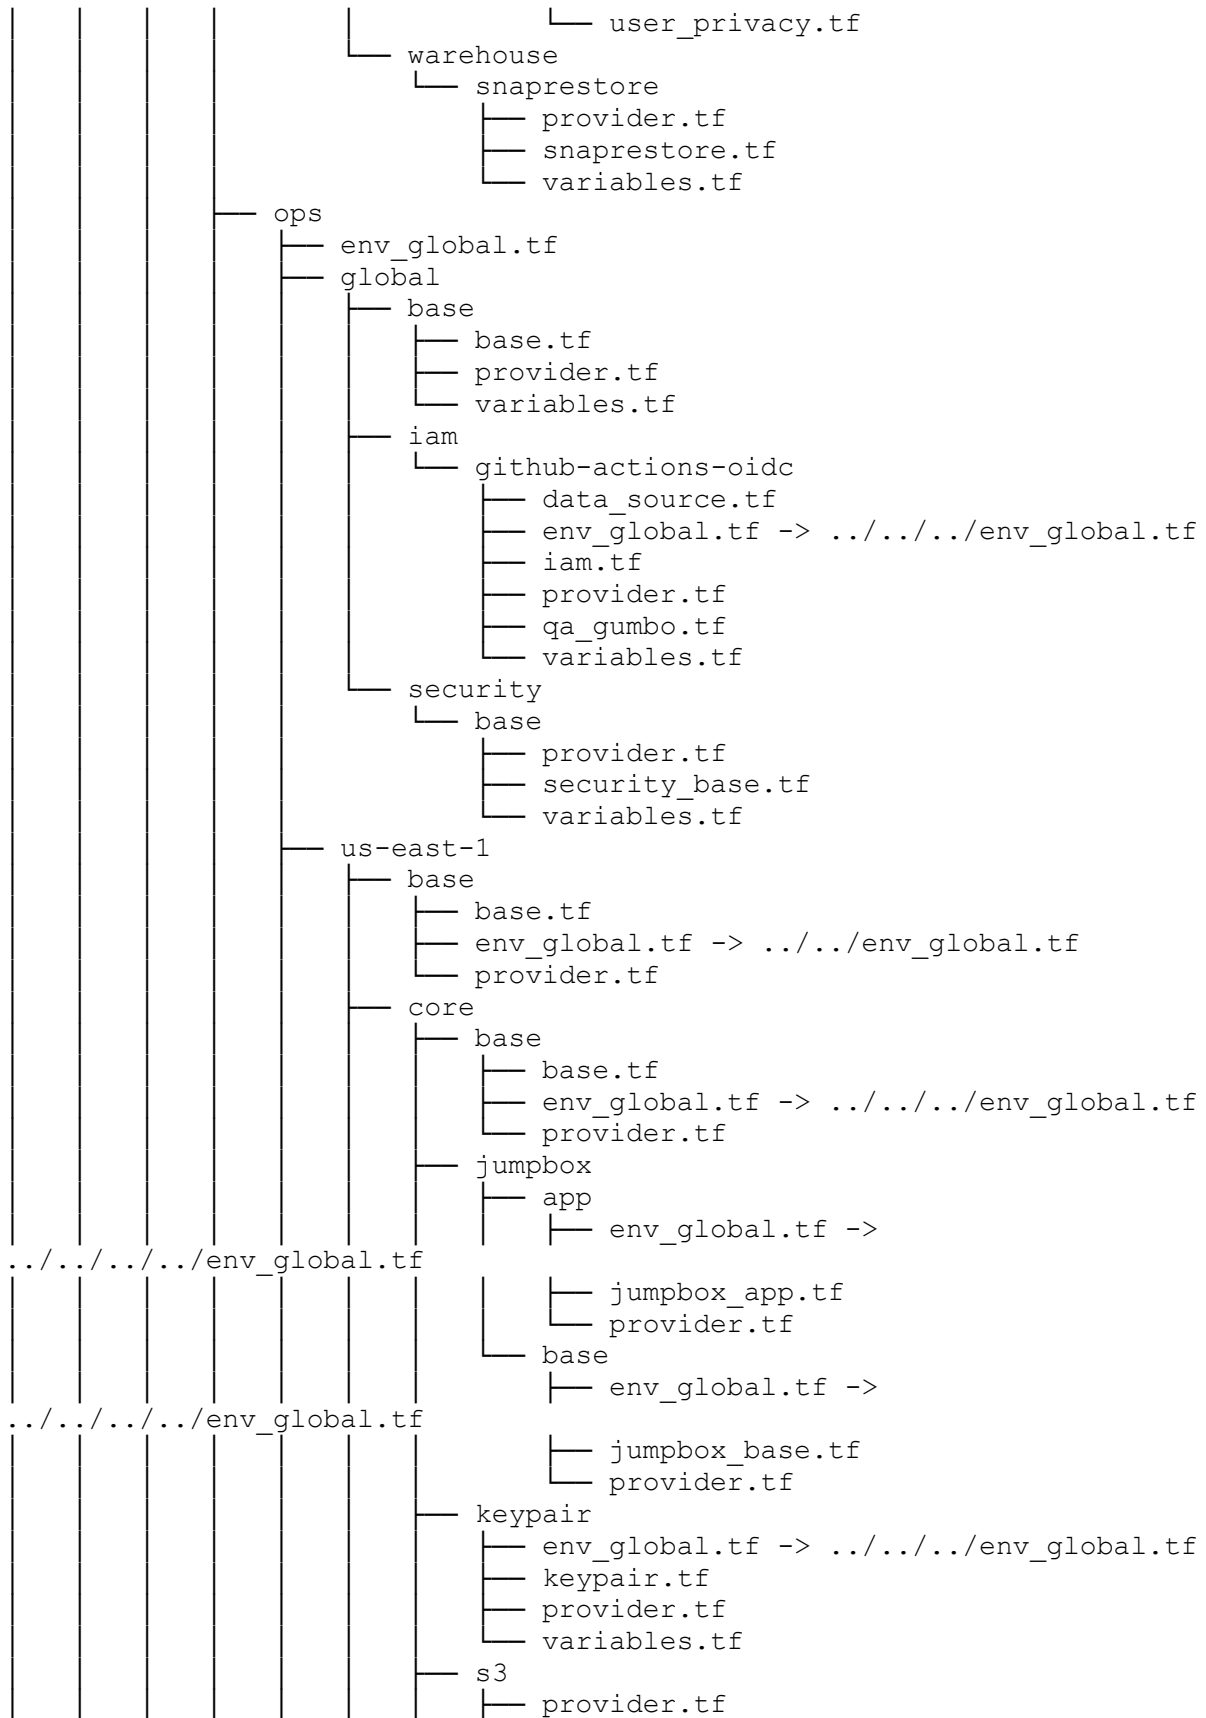 │   │   │   │       │           └── user_privacy.tf
│   │   │   │       └── warehouse
│   │   │   │           └── snaprestore
│   │   │   │               ├── provider.tf
│   │   │   │               ├── snaprestore.tf
│   │   │   │               └── variables.tf
│   │   │   ├── ops
│   │   │   │   ├── env_global.tf
│   │   │   │   ├── global
│   │   │   │   │   ├── base
│   │   │   │   │   │   ├── base.tf
│   │   │   │   │   │   ├── provider.tf
│   │   │   │   │   │   └── variables.tf
│   │   │   │   │   ├── iam
│   │   │   │   │   │   └── github-actions-oidc
│   │   │   │   │   │       ├── data_source.tf
│   │   │   │   │   │       ├── env_global.tf -> ../../../env_global.tf
│   │   │   │   │   │       ├── iam.tf
│   │   │   │   │   │       ├── provider.tf
│   │   │   │   │   │       ├── qa_gumbo.tf
│   │   │   │   │   │       └── variables.tf
│   │   │   │   │   └── security
│   │   │   │   │       └── base
│   │   │   │   │           ├── provider.tf
│   │   │   │   │           ├── security_base.tf
│   │   │   │   │           └── variables.tf
│   │   │   │   ├── us-east-1
│   │   │   │   │   ├── base
│   │   │   │   │   │   ├── base.tf
│   │   │   │   │   │   ├── env_global.tf -> ../../env_global.tf
│   │   │   │   │   │   └── provider.tf
│   │   │   │   │   ├── core
│   │   │   │   │   │   ├── base
│   │   │   │   │   │   │   ├── base.tf
│   │   │   │   │   │   │   ├── env_global.tf -> ../../../env_global.tf
│   │   │   │   │   │   │   └── provider.tf
│   │   │   │   │   │   ├── jumpbox
│   │   │   │   │   │   │   ├── app
│   │   │   │   │   │   │   │   ├── env_global.tf ->
../../../../env_global.tf
│   │   │   │   │   │   │   │   ├── jumpbox_app.tf
│   │   │   │   │   │   │   │   └── provider.tf
│   │   │   │   │   │   │   └── base
│   │   │   │   │   │   │       ├── env_global.tf ->
../../../../env_global.tf
│   │   │   │   │   │   │       ├── jumpbox_base.tf
│   │   │   │   │   │   │       └── provider.tf
│   │   │   │   │   │   ├── keypair
│   │   │   │   │   │   │   ├── env_global.tf -> ../../../env_global.tf
│   │   │   │   │   │   │   ├── keypair.tf
│   │   │   │   │   │   │   ├── provider.tf
│   │   │   │   │   │   │   └── variables.tf
│   │   │   │   │   │   ├── s3
│   │   │   │   │   │   │   ├── provider.tf